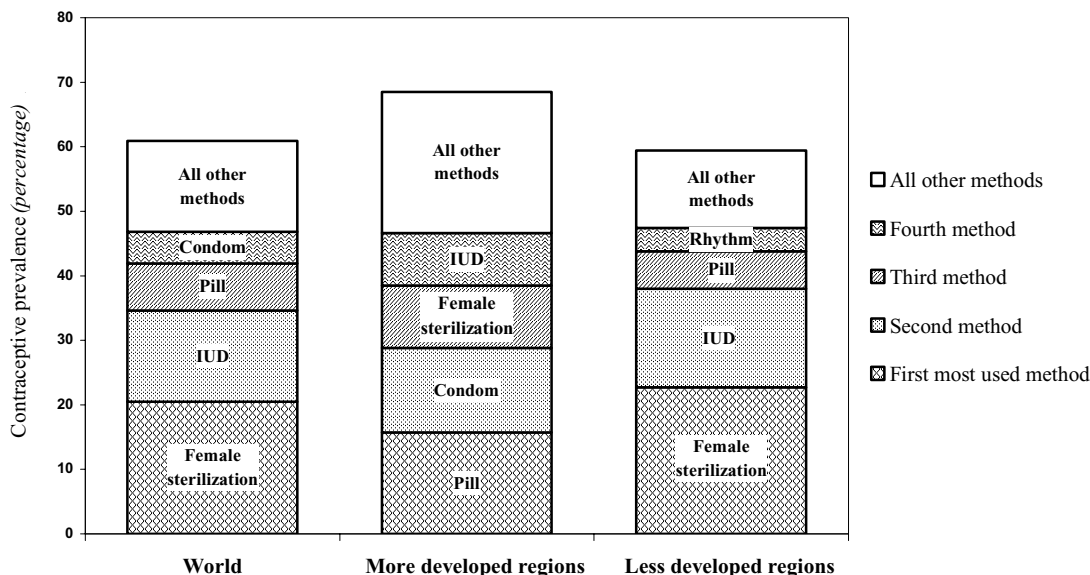 Contraceptive prevalence (percentage)
80
70
60
50
40
30
20
10
0
All other
methods
Condom
Pill
IUD
Female
sterilization
World
All other
methods
IUD
Female
sterilization
Condom
Pill
More developed regions
All other
methods
Rhythm
Pill
IUD
Female
sterilization
Less developed regions
All other methods
Fourth method
Third method
Second method
First most used method